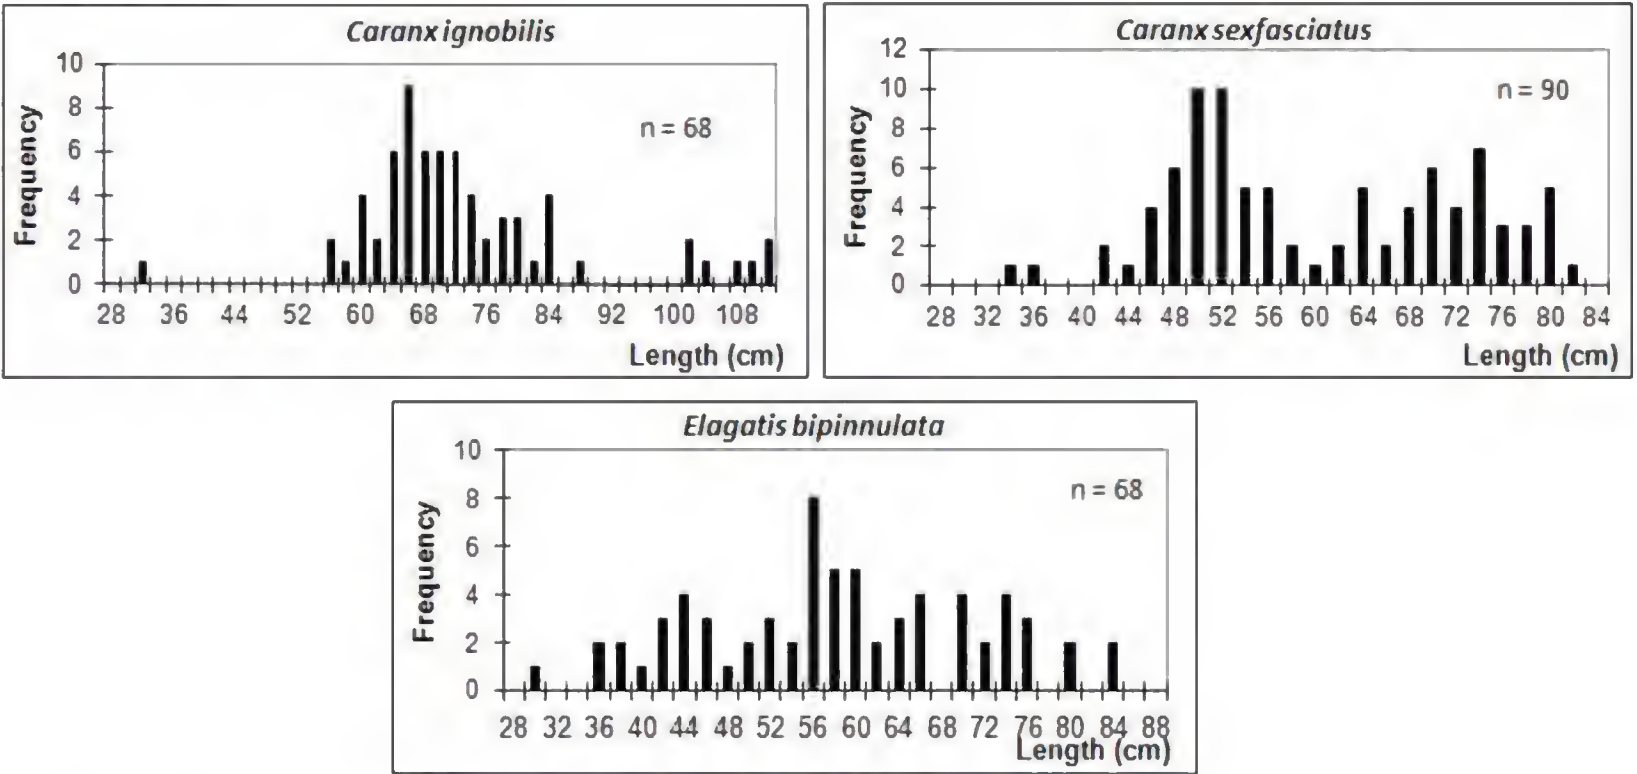 Caranx ignobilis
10
8
6
4
2
0
Frequency
n = 68
28 36 44 52 60 68 76 84 92 100 108
Length (cm)
Caranx sexfasciatus
12
10
8
6
4
2
0
Frequency
n = 90
28 32 36 40 44 48 52 56 60 64 68 72 76 80 84
Length (cm)
Elagatis bipinnulata
10
8
6
4
2
0
Frequency
n = 68
28 32 36 40 44 48 52 56 60 64 68 72 76 80 84 88
Length (cm)